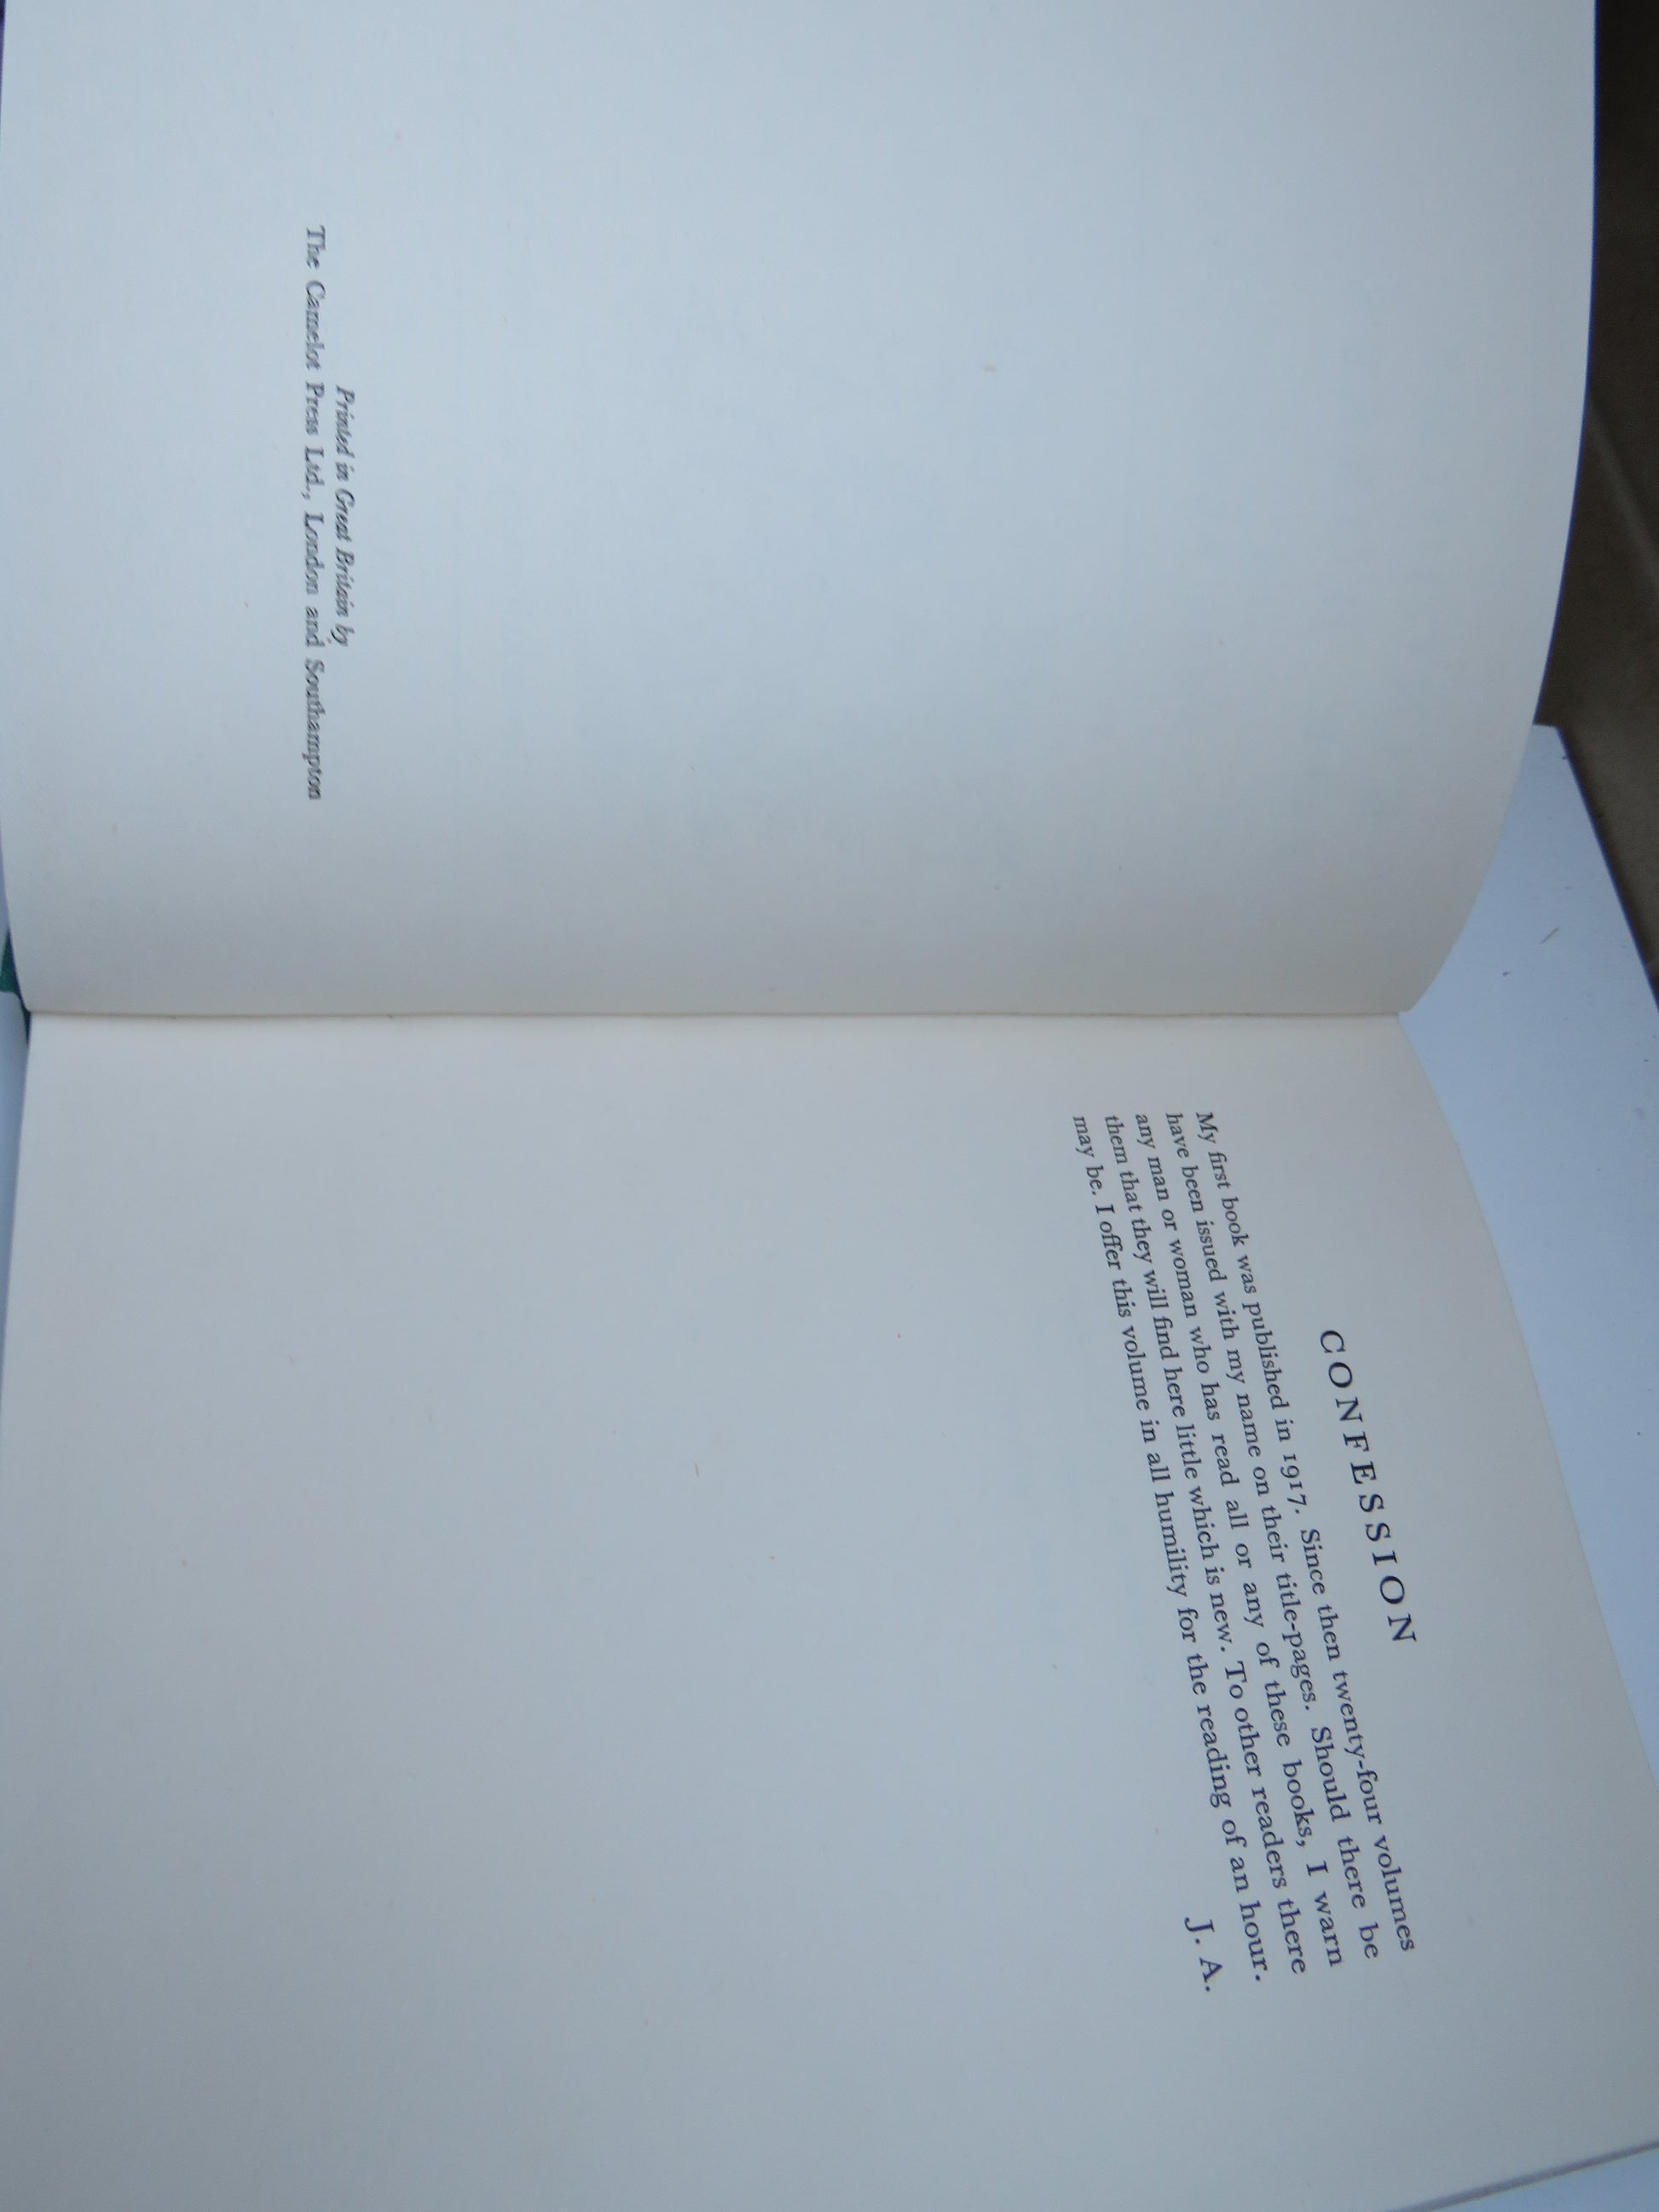 Printed in Great Britain by
The Camelot Press Ltd., London and Southampton
CONFESSION
My first book was published in 1917. Since then twenty-four volumes
have been issued with my name on their title-pages. Should there be
any man or woman who has read all or any of these books, I warn
them that they will find here little which is new. To other readers there
may be. I offer this volume in all humility for the reading of an hour.
J. A.